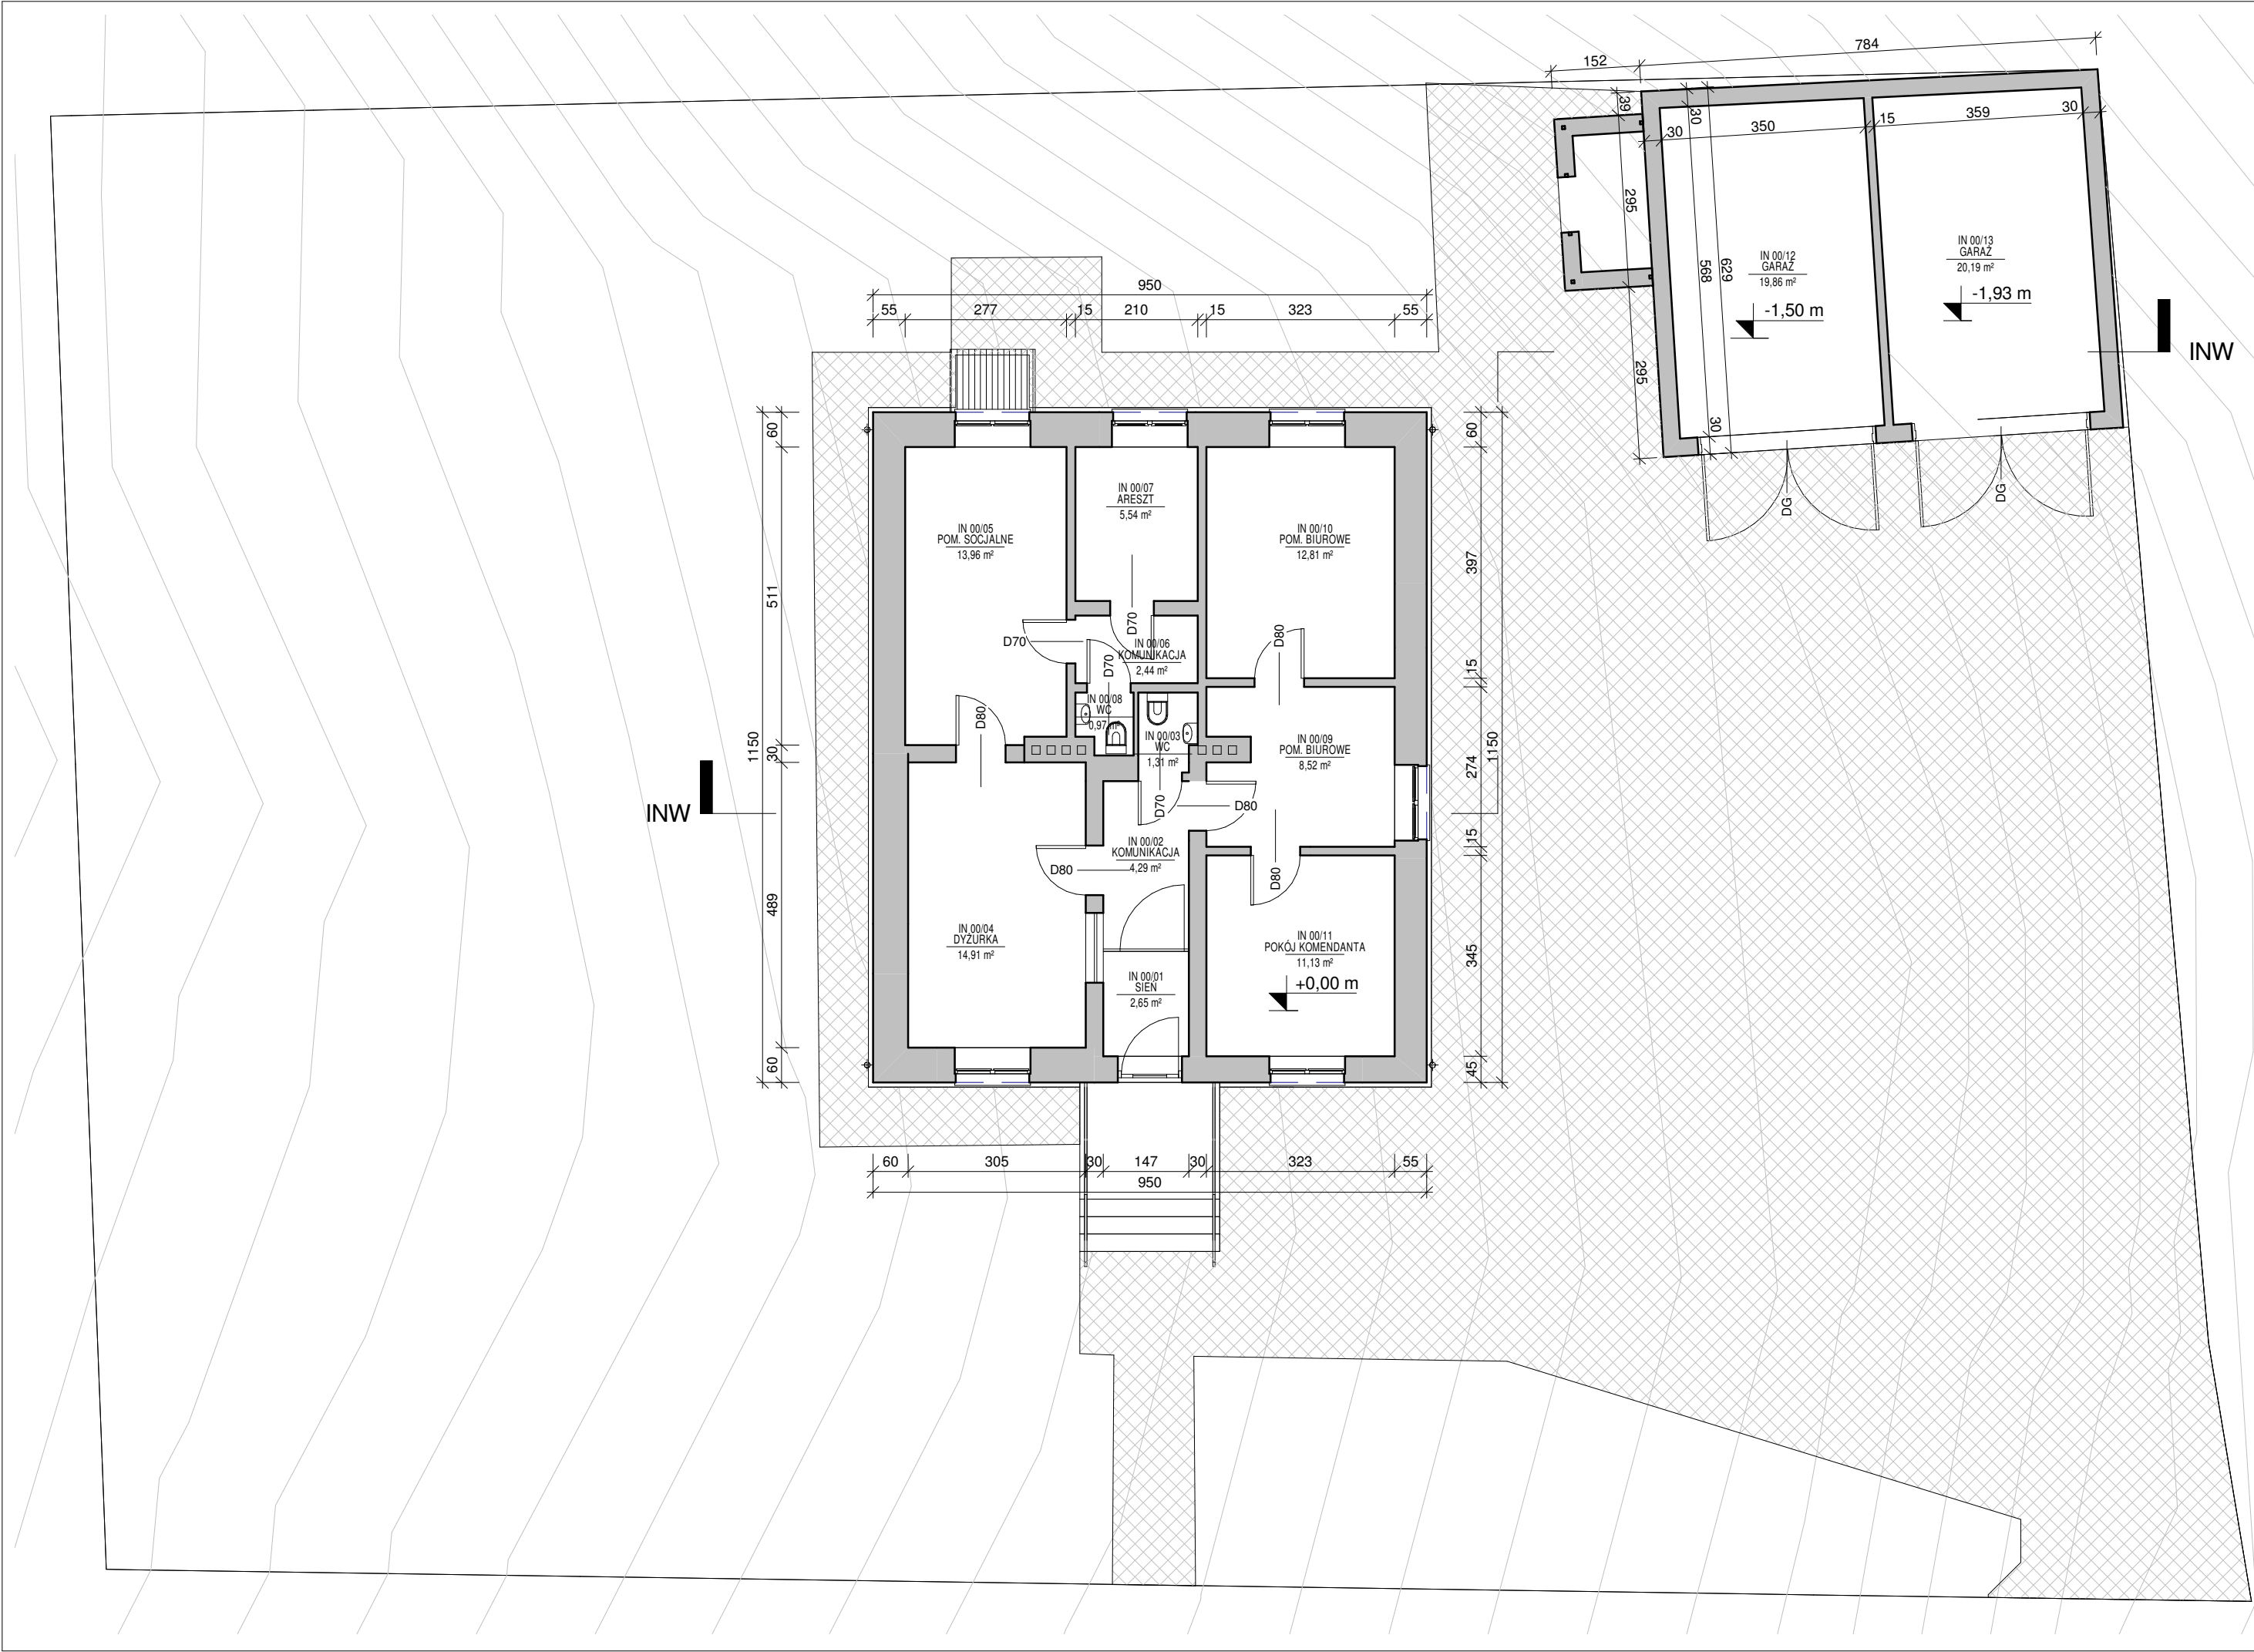 784
152
39
30
30
350
15
359
30
295
568
629
295
30
IN 00/12
GARAŻ
19,86 m²
-1,50 m
IN 00/13
GARAŻ
20,19 m²
-1,93 m
INW
DG
DG
950
55
277
15
210
15
323
55
60
511
1150
30
489
60
60
397
15
274
1150
15
345
45
IN 00/07
ARESZT
5,54 m²
IN 00/05
POM. SOCJALNE
13,96 m²
IN 00/10
POM. BIUROWE
12,81 m²
D70
D70
D80
IN 00/06
KOMUNIKACJA
2,44 m²
D70
IN 00/08
WC
0,97 m²
D80
IN 00/03
WC
1,31 m²
IN 00/09
POM. BIUROWE
8,52 m²
INW
D70
D80
IN 00/02
KOMUNIKACJA
4,29 m²
D80
D80
IN 00/04
DYŻURKA
14,91 m²
IN 00/11
POKÓJ KOMENDANTA
11,13 m²
+0,00 m
IN 00/01
SIEŃ
2,65 m²
60
305
30
147
30
323
55
950